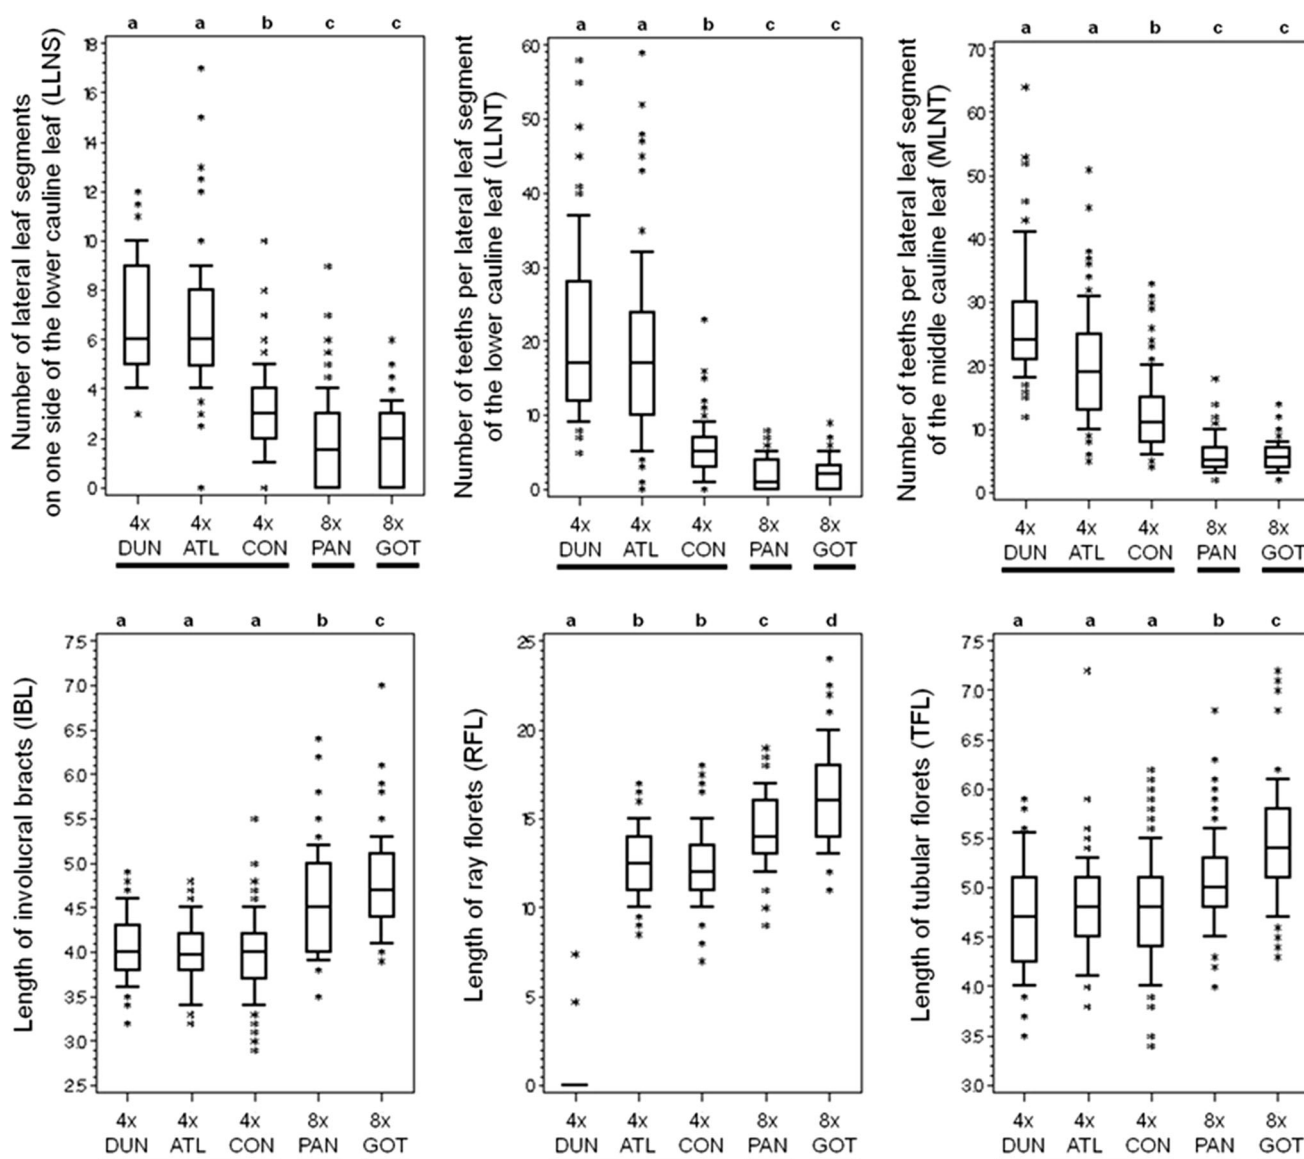 a a b c c
Number of lateral leaf segments
on one side of the lower cauline leaf (LLNS)
18
16
14
12
10
8
6
4
2
0
4x 4x 4x 8x 8x
DUN ATL CON PAN GOT
a a b c c
Number of teeths per lateral leaf segment
of the lower cauline leaf (LLNT)
60
50
40
30
20
10
0
4x 4x 4x 8x 8x
DUN ATL CON PAN GOT
a a b c c
Number of teeths per lateral leaf segment
of the middle cauline leaf (MLNT)
70
60
50
40
30
20
10
0
4x 4x 4x 8x 8x
DUN ATL CON PAN GOT
a a a b c
Length of involucral bracts (IBL)
7.5
7.0
6.5
6.0
5.5
5.0
4.5
4.0
3.5
3.0
2.5
4x 4x 4x 8x 8x
DUN ATL CON PAN GOT
a b b c d
Length of ray florets (RFL)
25
20
15
10
5
0
4x 4x 4x 8x 8x
DUN ATL CON PAN GOT
a a a b c
Length of tubular florets (TFL)
7.5
7.0
6.5
6.0
5.5
5.0
4.5
4.0
3.5
3.0
4x 4x 4x 8x 8x
DUN ATL CON PAN GOT